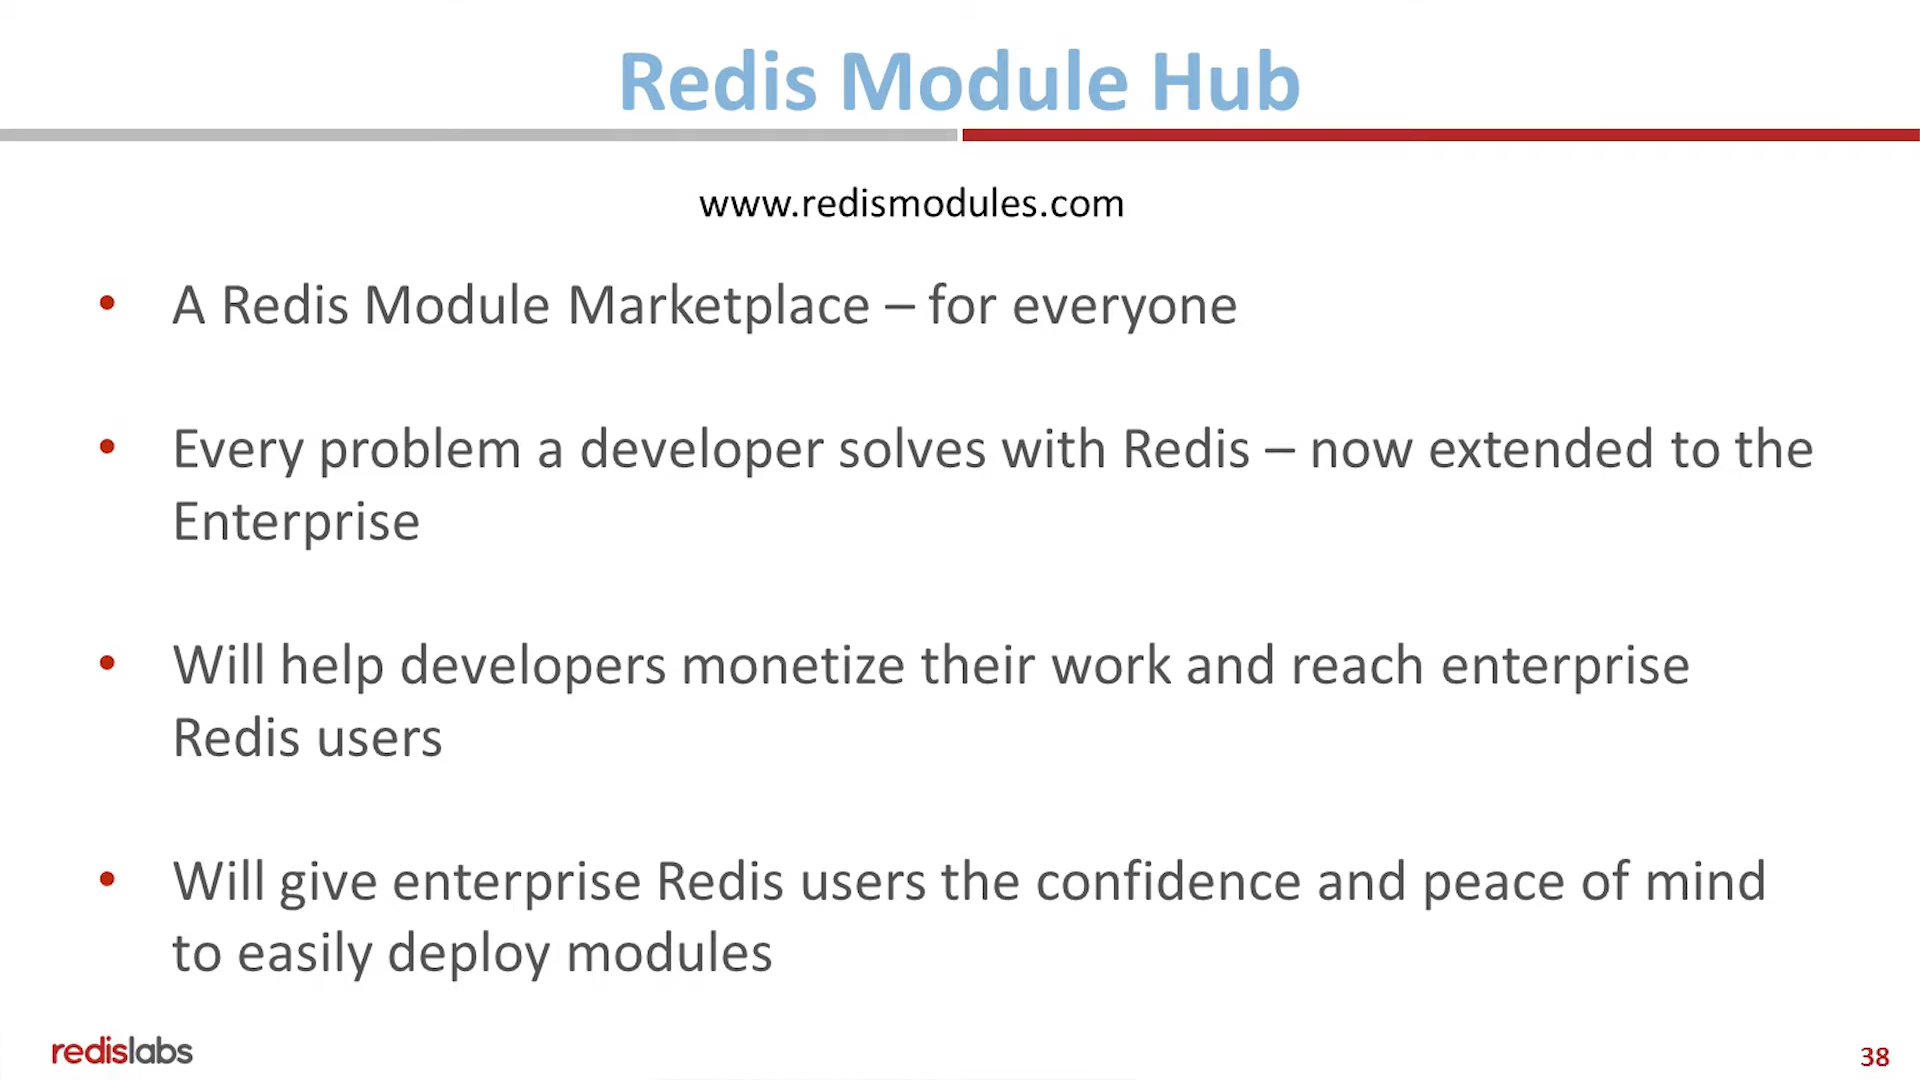 Redis Module Hub
www.redismodules.com
• A Redis Module Marketplace – for everyone
• Every problem a developer solves with Redis – now extended to the
Enterprise
• Will help developers monetize their work and reach enterprise
Redis users
• Will give enterprise Redis users the confidence and peace of mind
to easily deploy modules
redislabs
38